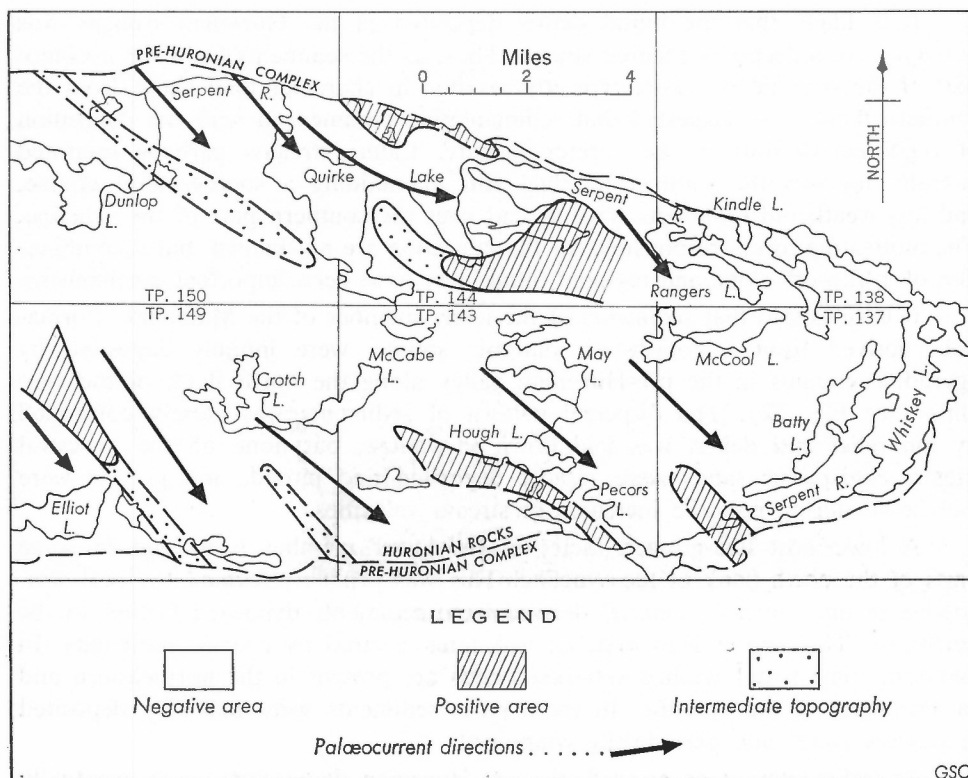 PRE-HURONIAN COMPLEX
Miles
0 2 4
NORTH
Serpent R.
Quirke Lake
Dunlop L.
Serpent R.
Kindle L.
Rangers L.
TP. 150
TP. 149
TP. 144
TP. 143
TP. 138
TP. 137
Crotch L.
McCabe L.
May L.
McCool L.
Hough L.
Batty L.
Whiskey L.
Pecors L.
Serpent R.
Elliot L.
HURONIAN ROCKS
PRE-HURONIAN COMPLEX
LEGEND
Negative area
Positive area
Intermediate topography
Palæocurrent directions
GSC